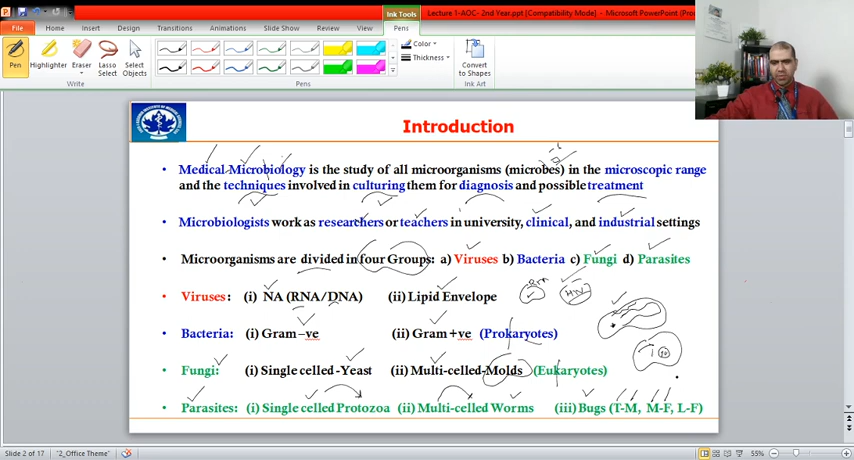 Ink Tools
Lecture 1-AOC- 2nd Year.ppt [Compatibility Mode] - Microsoft PowerPoint (Pro
File Home Insert Design Transitions Animations Slide Show Review View Pens
Pen Highlighter Eraser Lasso Select Objects
Color
Thickness
Convert to Shapes
Write Pens Ink Art
Introduction
• Medical Microbiology is the study of all microorganisms (microbes) in the microscopic range
and the techniques involved in culturing them for diagnosis and possible treatment
• Microbiologists work as researchers or teachers in university, clinical, and industrial settings
Microorganisms are divided in four Groups: a) Viruses b) Bacteria c) Fungi d) Parasites
• Viruses: (i) NA (RNA/DNA) (ii) Lipid Envelope
HIV
• Bacteria: (i) Gram –ve (ii) Gram +ve (Prokaryotes)
• Fungi: (i) Single celled -Yeast (ii) Multi-celled-Molds (Eukaryotes)
• Parasites: (i) Single celled Protozoa (ii) Multi-celled Worms (iii) Bugs (T-M, M-F, L-F)
Slide 2 of 17 "2_Office Theme" 55%